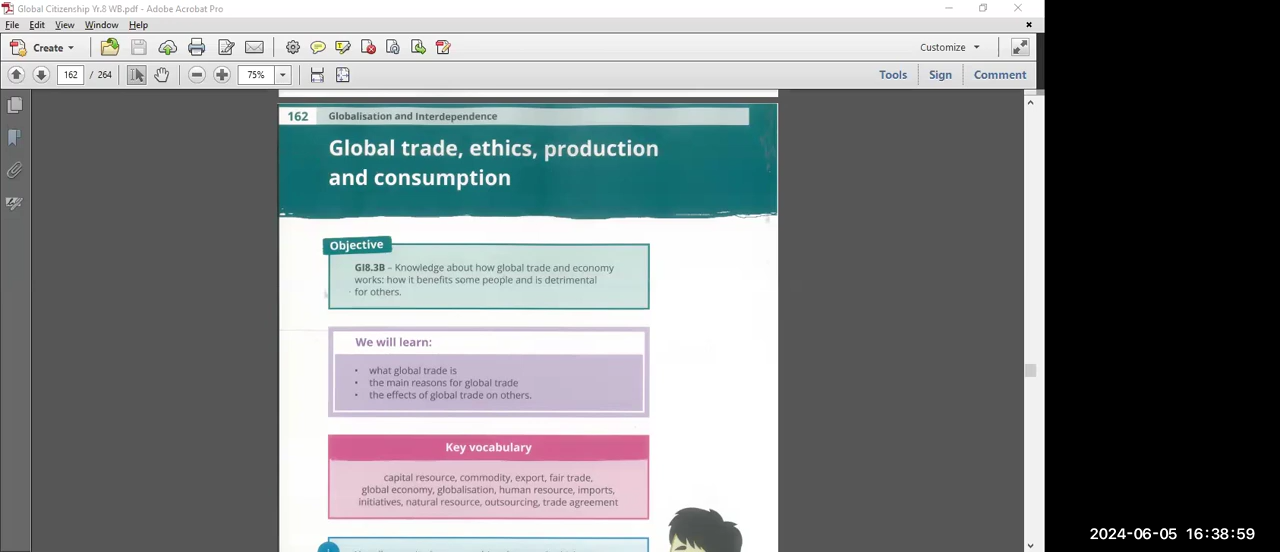 Global Citizenship Yr.8 WB.pdf - Adobe Acrobat Pro
File Edit View Window Help
Create
Customize
162 / 264
75%
Tools Sign Comment
162 Globalisation and Interdependence
Global trade, ethics, production
and consumption
Objective
GI8.3B – Knowledge about how global trade and economy
works: how it benefits some people and is detrimental
for others.
We will learn:
• what global trade is
• the main reasons for global trade
• the effects of global trade on others.
Key vocabulary
capital resource, commodity, export, fair trade,
global economy, globalisation, human resource, imports,
initiatives, natural resource, outsourcing, trade agreement
2024-06-05 16:38:59